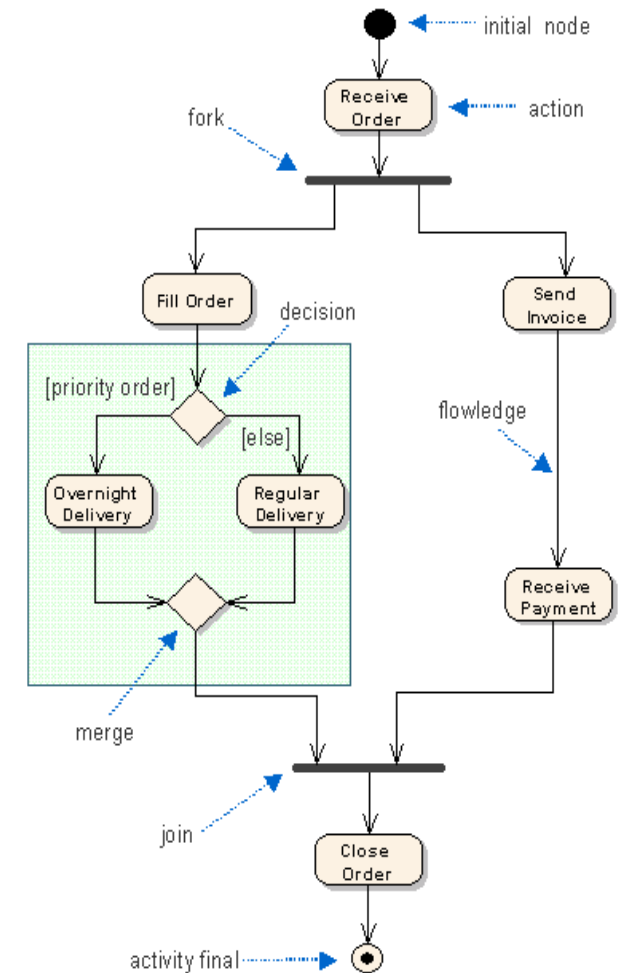 initial node
Receive
Order
action
fork
Fill Order
Send
Invoice
decision
[priority order]
[else]
flowledge
Overnight
Delivery
Regular
Delivery
Receive
Payment
merge
join
Close
Order
activity final